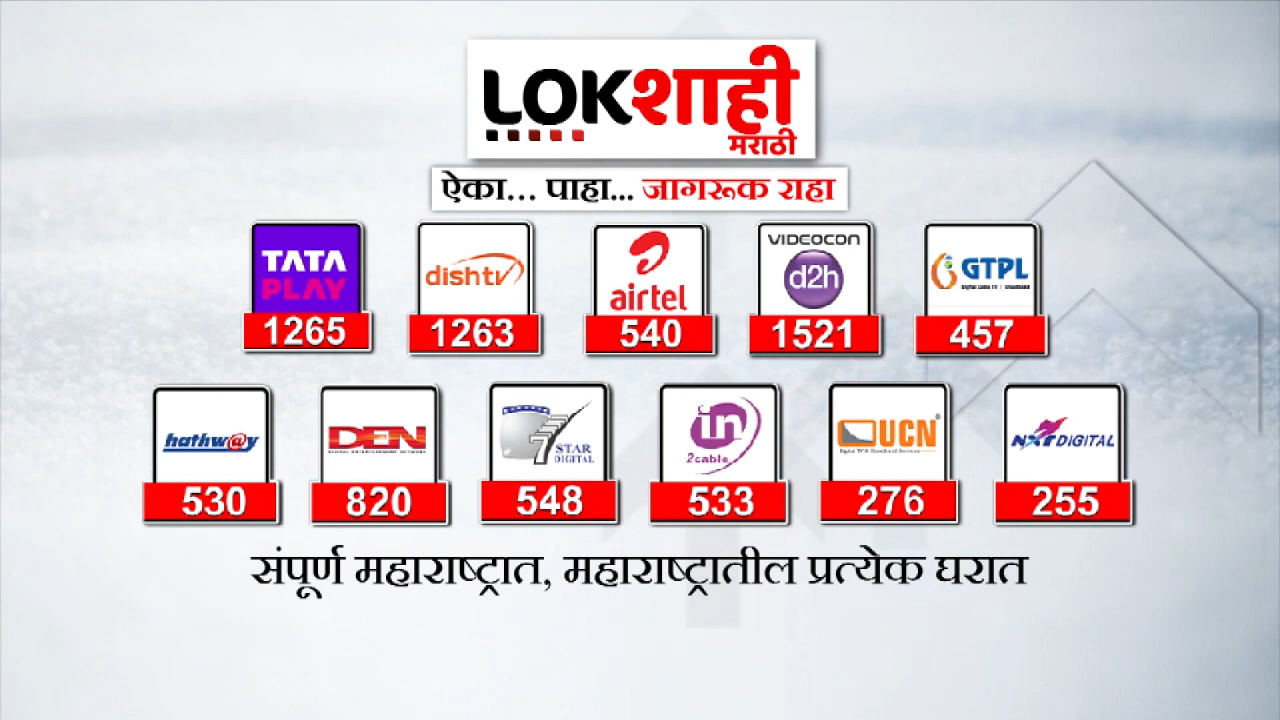 LOKशाही
मराठी
ऐका... पाहा... जागरूक राहा
TATA PLAY
dishtv
airtel
VIDEOCON d2h
GTPL
1265
1263
540
1521
457
hathw@y
DEN
7 STAR DIGITAL
in 2cable
UCN
NXT DIGITAL
530
820
548
533
276
255
संपूर्ण महाराष्ट्रात, महाराष्ट्रातील प्रत्येक घरात